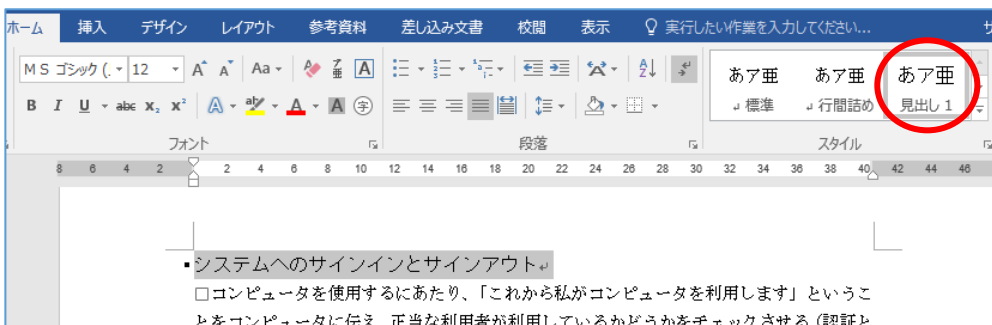 ホーム 挿入 デザイン レイアウト 参考資料 差し込み文書 校閲 表示 実行したい作業を入力してください...
MS ゴシック (. 12 A A Aa A
B I U abc x₂ x² A aby A A 字
あア亜 あア亜 あア亜
標準 行間詰め 見出し 1
フォント 段落 スタイル
8 6 4 2 2 4 6 8 10 12 14 16 18 20 22 24 26 28 30 32 34 36 38 40 42 44 46
システムへのサインインとサインアウト
コンピュータを使用するにあたり、「これから私がコンピュータを利用します」というこ
とをコンピュータに伝え、正当な利用者が利用しているかどうかをチェックさせる(認証と